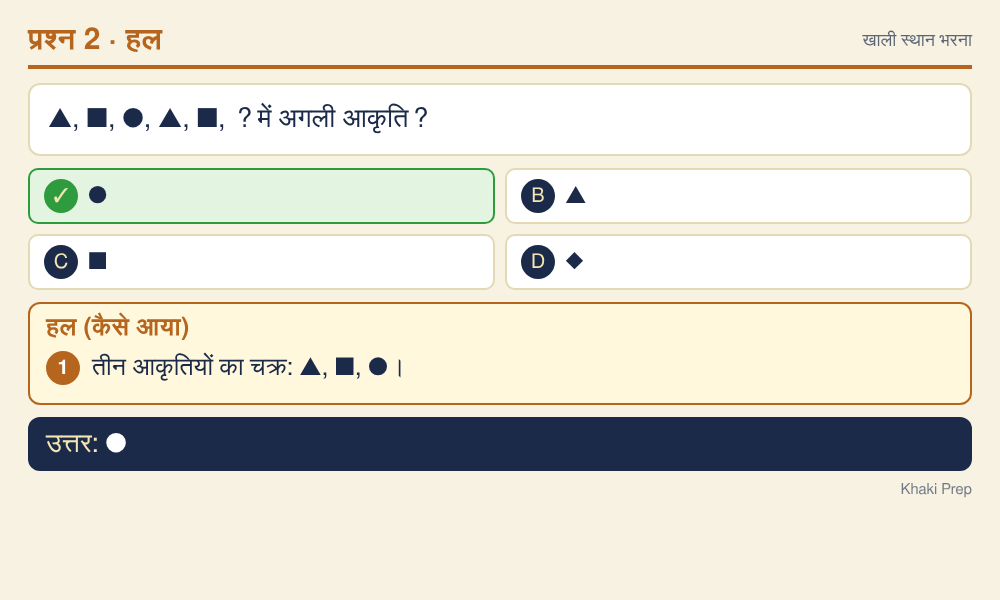 प्रश्न 2 · हल
खाली स्थान भरना
▲, ■, ●, ▲, ■, ? में अगली आकृति ?
✓ ●
B ▲
C ■
D ◆
हल (कैसे आया)
1 तीन आकृतियों का चक्र: ▲, ■, ●।
उत्तर: ●
Khaki Prep